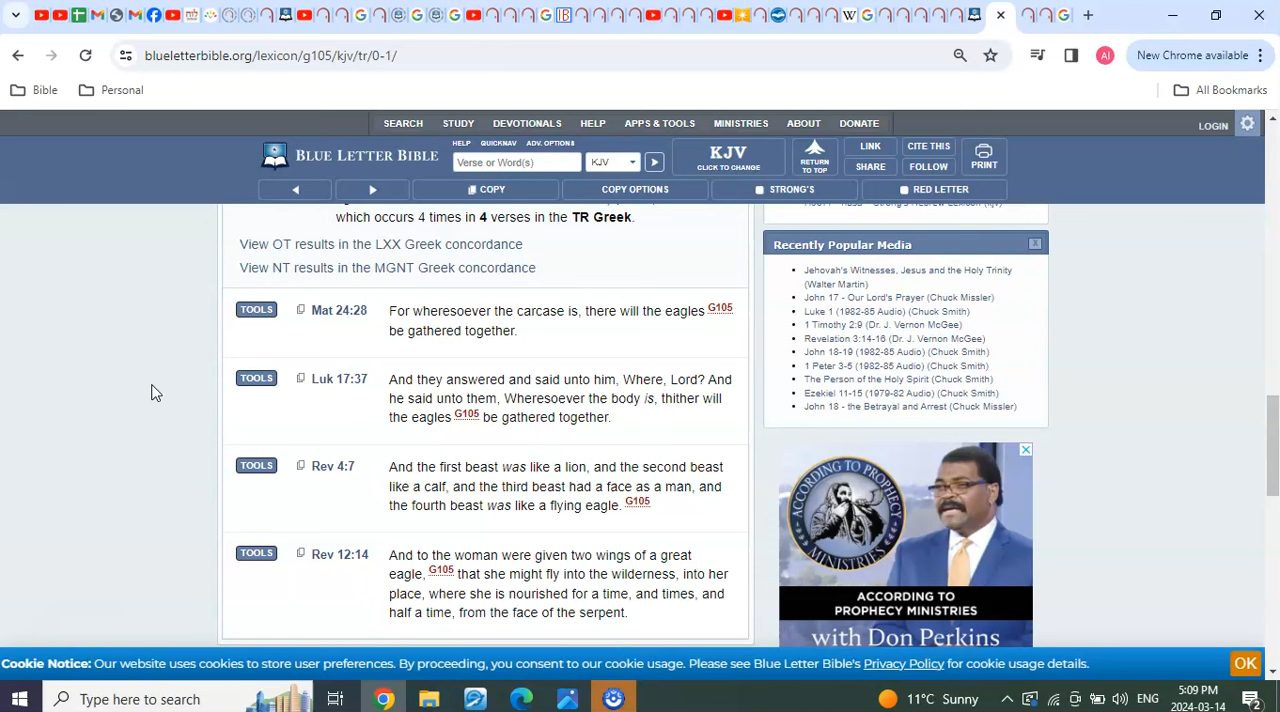 blueletterbible.org/lexicon/g105/kjv/tr/0-1/
AI
New Chrome available
Bible
Personal
All Bookmarks
SEARCH STUDY DEVOTIONALS HELP APPS & TOOLS MINISTRIES ABOUT DONATE
LOGIN
BLUE LETTER BIBLE
HELP QUICKNAV ADV. OPTIONS
Verse or Word(s)
KJV
KJV
CLICK TO CHANGE
RETURN
TO TOP
LINK
CITE THIS
SHARE
FOLLOW
PRINT
COPY
COPY OPTIONS
STRONG'S
RED LETTER
which occurs 4 times in 4 verses in the TR Greek.
View OT results in the LXX Greek concordance
View NT results in the MGNT Greek concordance
TOOLS
Mat 24:28
For wheresoever the carcase is, there will the eagles G105
be gathered together.
TOOLS
Luk 17:37
And they answered and said unto him, Where, Lord? And
he said unto them, Wheresoever the body is, thither will
the eagles G105 be gathered together.
TOOLS
Rev 4:7
And the first beast was like a lion, and the second beast
like a calf, and the third beast had a face as a man, and
the fourth beast was like a flying eagle. G105
TOOLS
Rev 12:14
And to the woman were given two wings of a great
eagle, G105 that she might fly into the wilderness, into her
place, where she is nourished for a time, and times, and
half a time, from the face of the serpent.
Recently Popular Media
X
Jehovah's Witnesses, Jesus and the Holy Trinity
(Walter Martin)
John 17 - Our Lord's Prayer (Chuck Missler)
Luke 1 (1982-85 Audio) (Chuck Smith)
1 Timothy 2:9 (Dr. J. Vernon McGee)
Revelation 3:14-16 (Dr. J. Vernon McGee)
John 18-19 (1982-85 Audio) (Chuck Smith)
1 Peter 3-5 (1982-85 Audio) (Chuck Smith)
The Person of the Holy Spirit (Chuck Smith)
Ezekiel 11-15 (1979-82 Audio) (Chuck Smith)
John 18 - the Betrayal and Arrest (Chuck Missler)
ACCORDING TO PROPHECY
MINISTRIES
ACCORDING TO
PROPHECY MINISTRIES
with Don Perkins
Cookie Notice: Our website uses cookies to store user preferences. By proceeding, you consent to our cookie usage. Please see Blue Letter Bible's Privacy Policy for cookie usage details.
OK
Type here to search
11°C Sunny
ENG
5:09 PM
2024-03-14
2